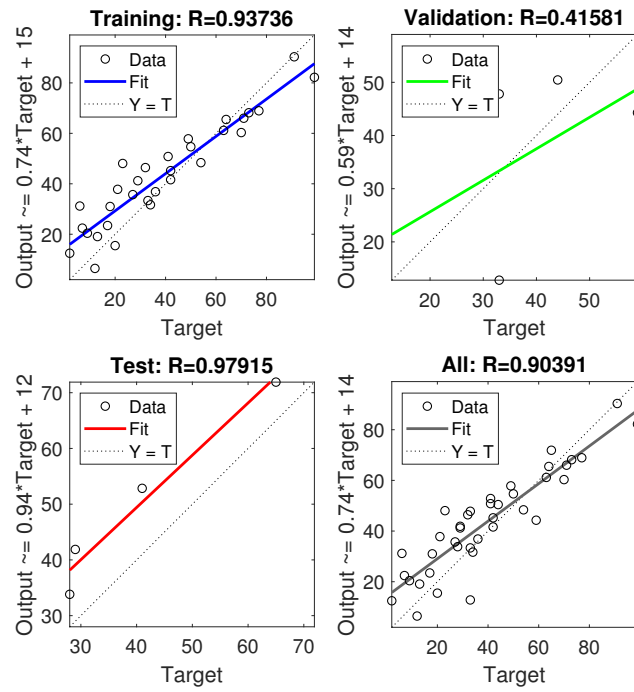 Training: R=0.93736
Output ~= 0.74*Target + 15
80
60
40
20
Data
Fit
Y = T
20
40
60
80
Target
Validation: R=0.41581
Output ~= 0.59*Target + 14
50
40
30
20
Data
Fit
Y = T
20
30
40
50
Target
Test: R=0.97915
Output ~= 0.94*Target + 12
70
60
50
40
30
Data
Fit
Y = T
30
40
50
60
70
Target
All: R=0.90391
Output ~= 0.74*Target + 14
80
60
40
20
Data
Fit
Y = T
20
40
60
80
Target